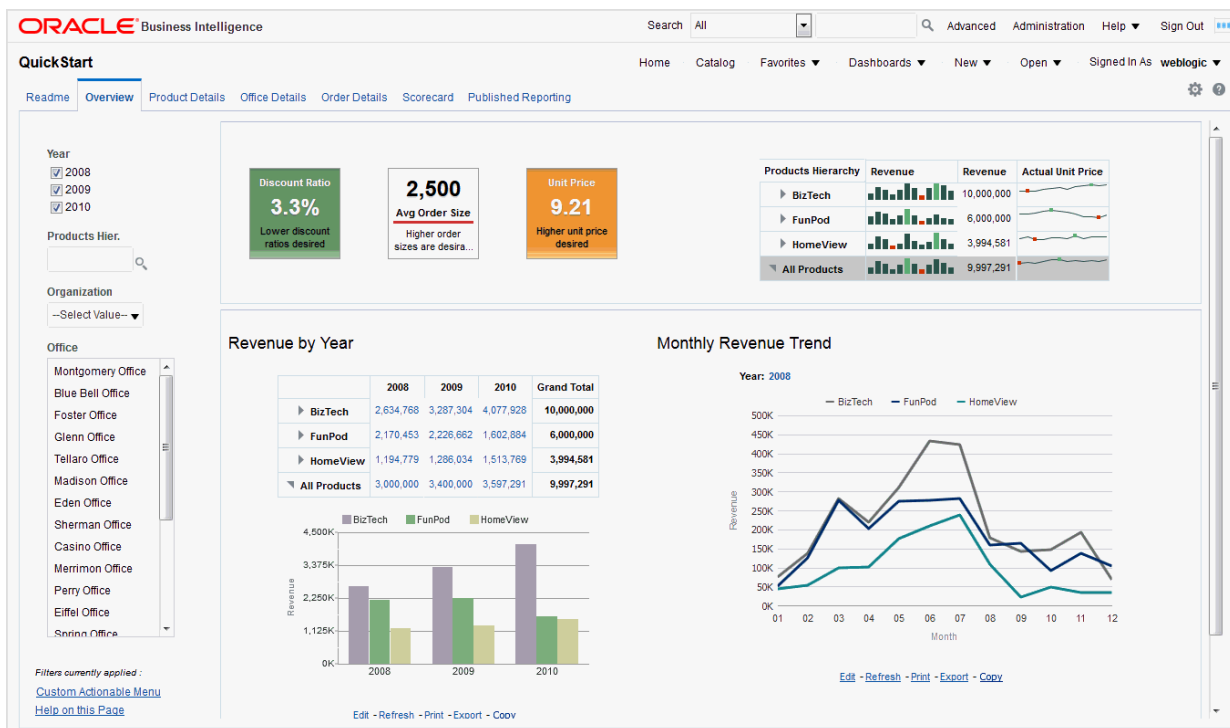 ORACLE Business Intelligence
Search All Advanced Administration Help Sign Out
QuickStart
Home Catalog Favorites Dashboards New Open Signed In As weblogic
Readme Overview Product Details Office Details Order Details Scorecard Published Reporting
Year
2008
2009
2010
Products Hier.
Organization
--Select Value--
Office
Montgomery Office
Blue Bell Office
Foster Office
Glenn Office
Tellaro Office
Madison Office
Eden Office
Sherman Office
Casino Office
Merrimon Office
Perry Office
Eiffel Office
Spring Office
Filters currently applied :
Custom Actionable Menu
Help on this Page
Discount Ratio
3.3%
Lower discount
ratios desired
2,500
Avg Order Size
Higher order
sizes are desira...
Unit Price
9.21
Higher unit price
desired
Products Hierarchy Revenue Revenue Actual Unit Price
BizTech 10,000,000
FunPod 6,000,000
HomeView 3,994,581
All Products 9,997,291
Revenue by Year
2008 2009 2010 Grand Total
BizTech 2,634,768 3,287,304 4,077,928 10,000,000
FunPod 2,170,453 2,226,662 1,602,884 6,000,000
HomeView 1,194,779 1,286,034 1,513,769 3,994,581
All Products 3,000,000 3,400,000 3,597,291 9,997,291
BizTech FunPod HomeView
4,500K
3,375K
2,250K
1,125K
0K
Revenue
2008 2009 2010
Edit - Refresh - Print - Export - Copy
Monthly Revenue Trend
Year: 2008
BizTech FunPod HomeView
500K
450K
400K
350K
300K
250K
200K
150K
100K
50K
0K
Revenue
01 02 03 04 05 06 07 08 09 10 11 12
Month
Edit - Refresh - Print - Export - Copy